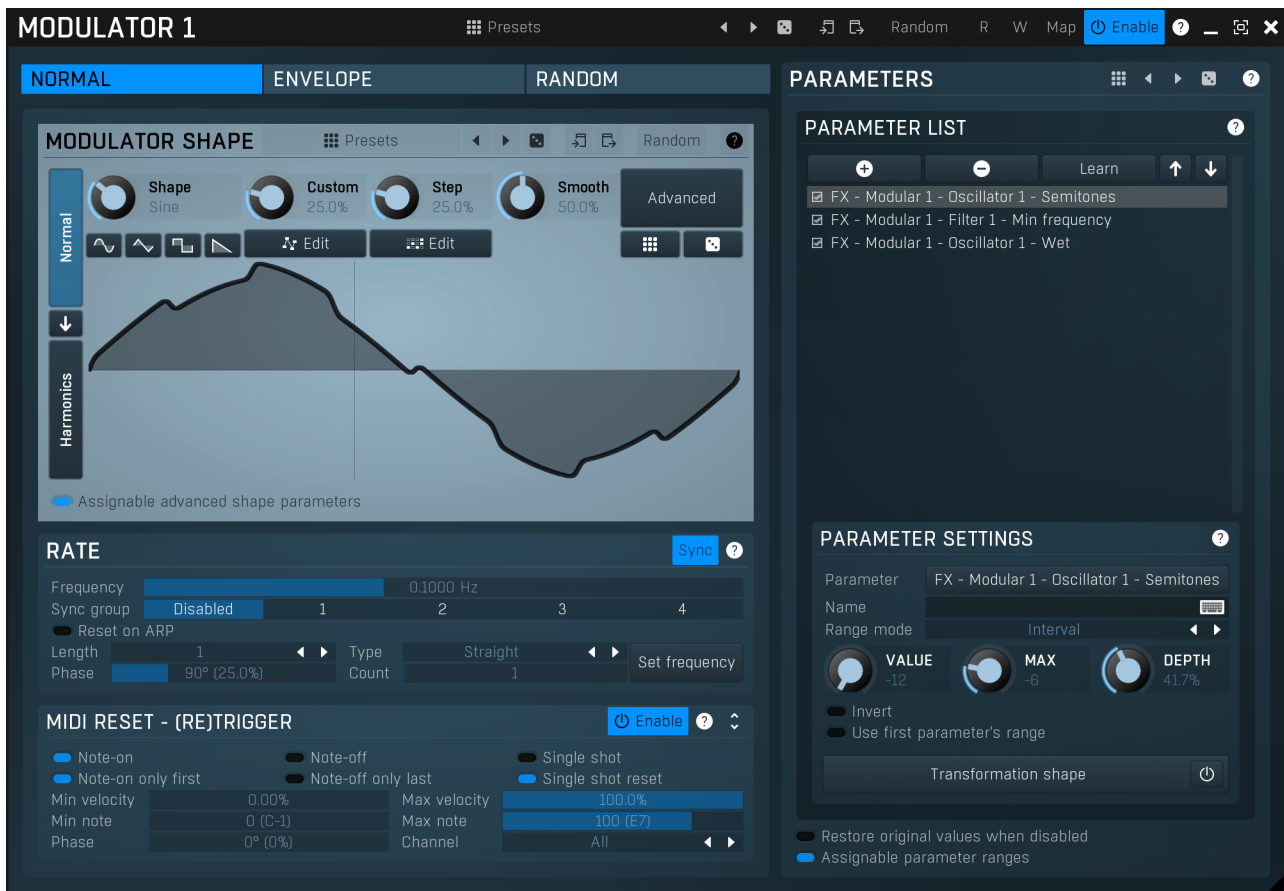 MODULATOR 1 Presets Random R W Map Enable ?
NORMAL ENVELOPE RANDOM
MODULATOR SHAPE Presets Random ?
Normal
Harmonics
Shape Custom Step Smooth Advanced
Sine 25.0% 25.0% 50.0%
Edit Edit
Assignable advanced shape parameters
RATE Sync ?
Frequency 0.1000 Hz
Sync group Disabled 1 2 3 4
Reset on ARP
Length 1 Type Straight Set frequency
Phase 90° (25.0%) Count 1
MIDI RESET - (RE)TRIGGER Enable ?
Note-on Note-off Single shot
Note-on only first Note-off only last Single shot reset
Min velocity 0.00% Max velocity 100.0%
Min note 0 (C-1) Max note 100 (E7)
Phase 0° (0%) Channel All
PARAMETERS ?
PARAMETER LIST ?
Learn
FX - Modular 1 - Oscillator 1 - Semitones
FX - Modular 1 - Filter 1 - Min frequency
FX - Modular 1 - Oscillator 1 - Wet
PARAMETER SETTINGS ?
Parameter FX - Modular 1 - Oscillator 1 - Semitones
Name
Range mode Interval
VALUE MAX DEPTH
-12 -6 41.7%
Invert
Use first parameter's range
Transformation shape
Restore original values when disabled
Assignable parameter ranges